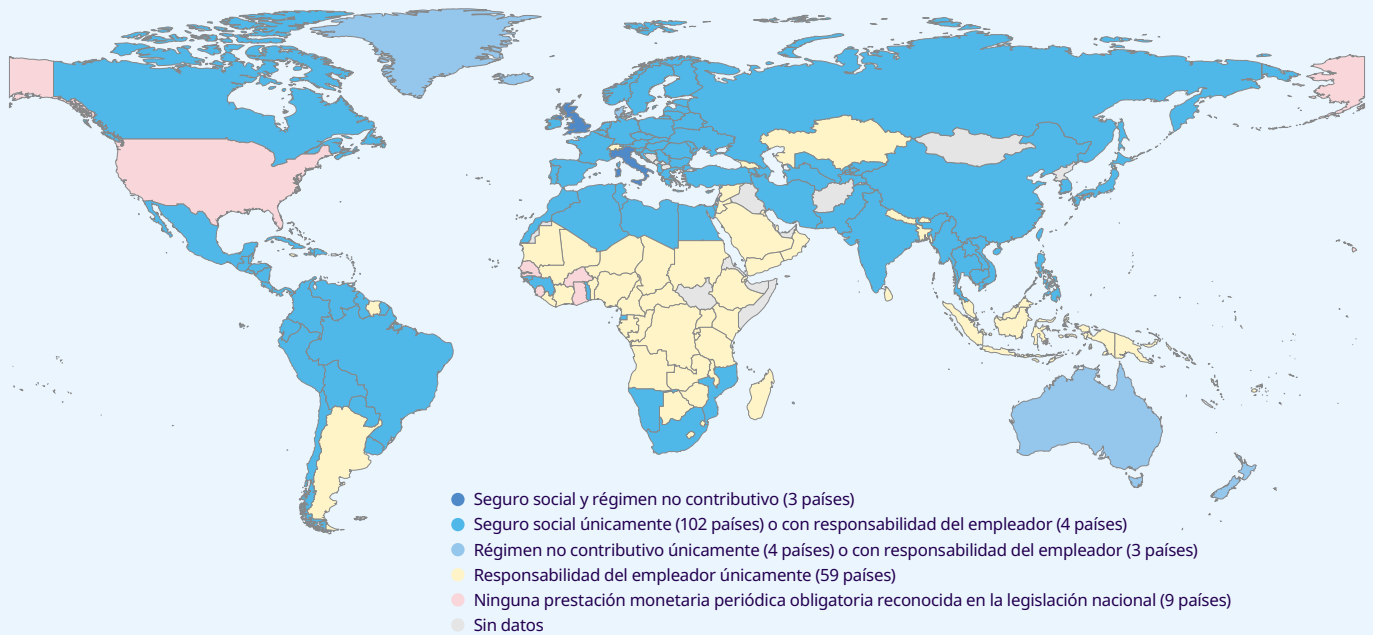 Seguro social y régimen no contributivo (3 países)
Seguro social únicamente (102 países) o con responsabilidad del empleador (4 países)
Régimen no contributivo únicamente (4 países) o con responsabilidad del empleador (3 países)
Responsabilidad del empleador únicamente (59 países)
Ninguna prestación monetaria periódica obligatoria reconocida en la legislación nacional (9 países)
Sin datos